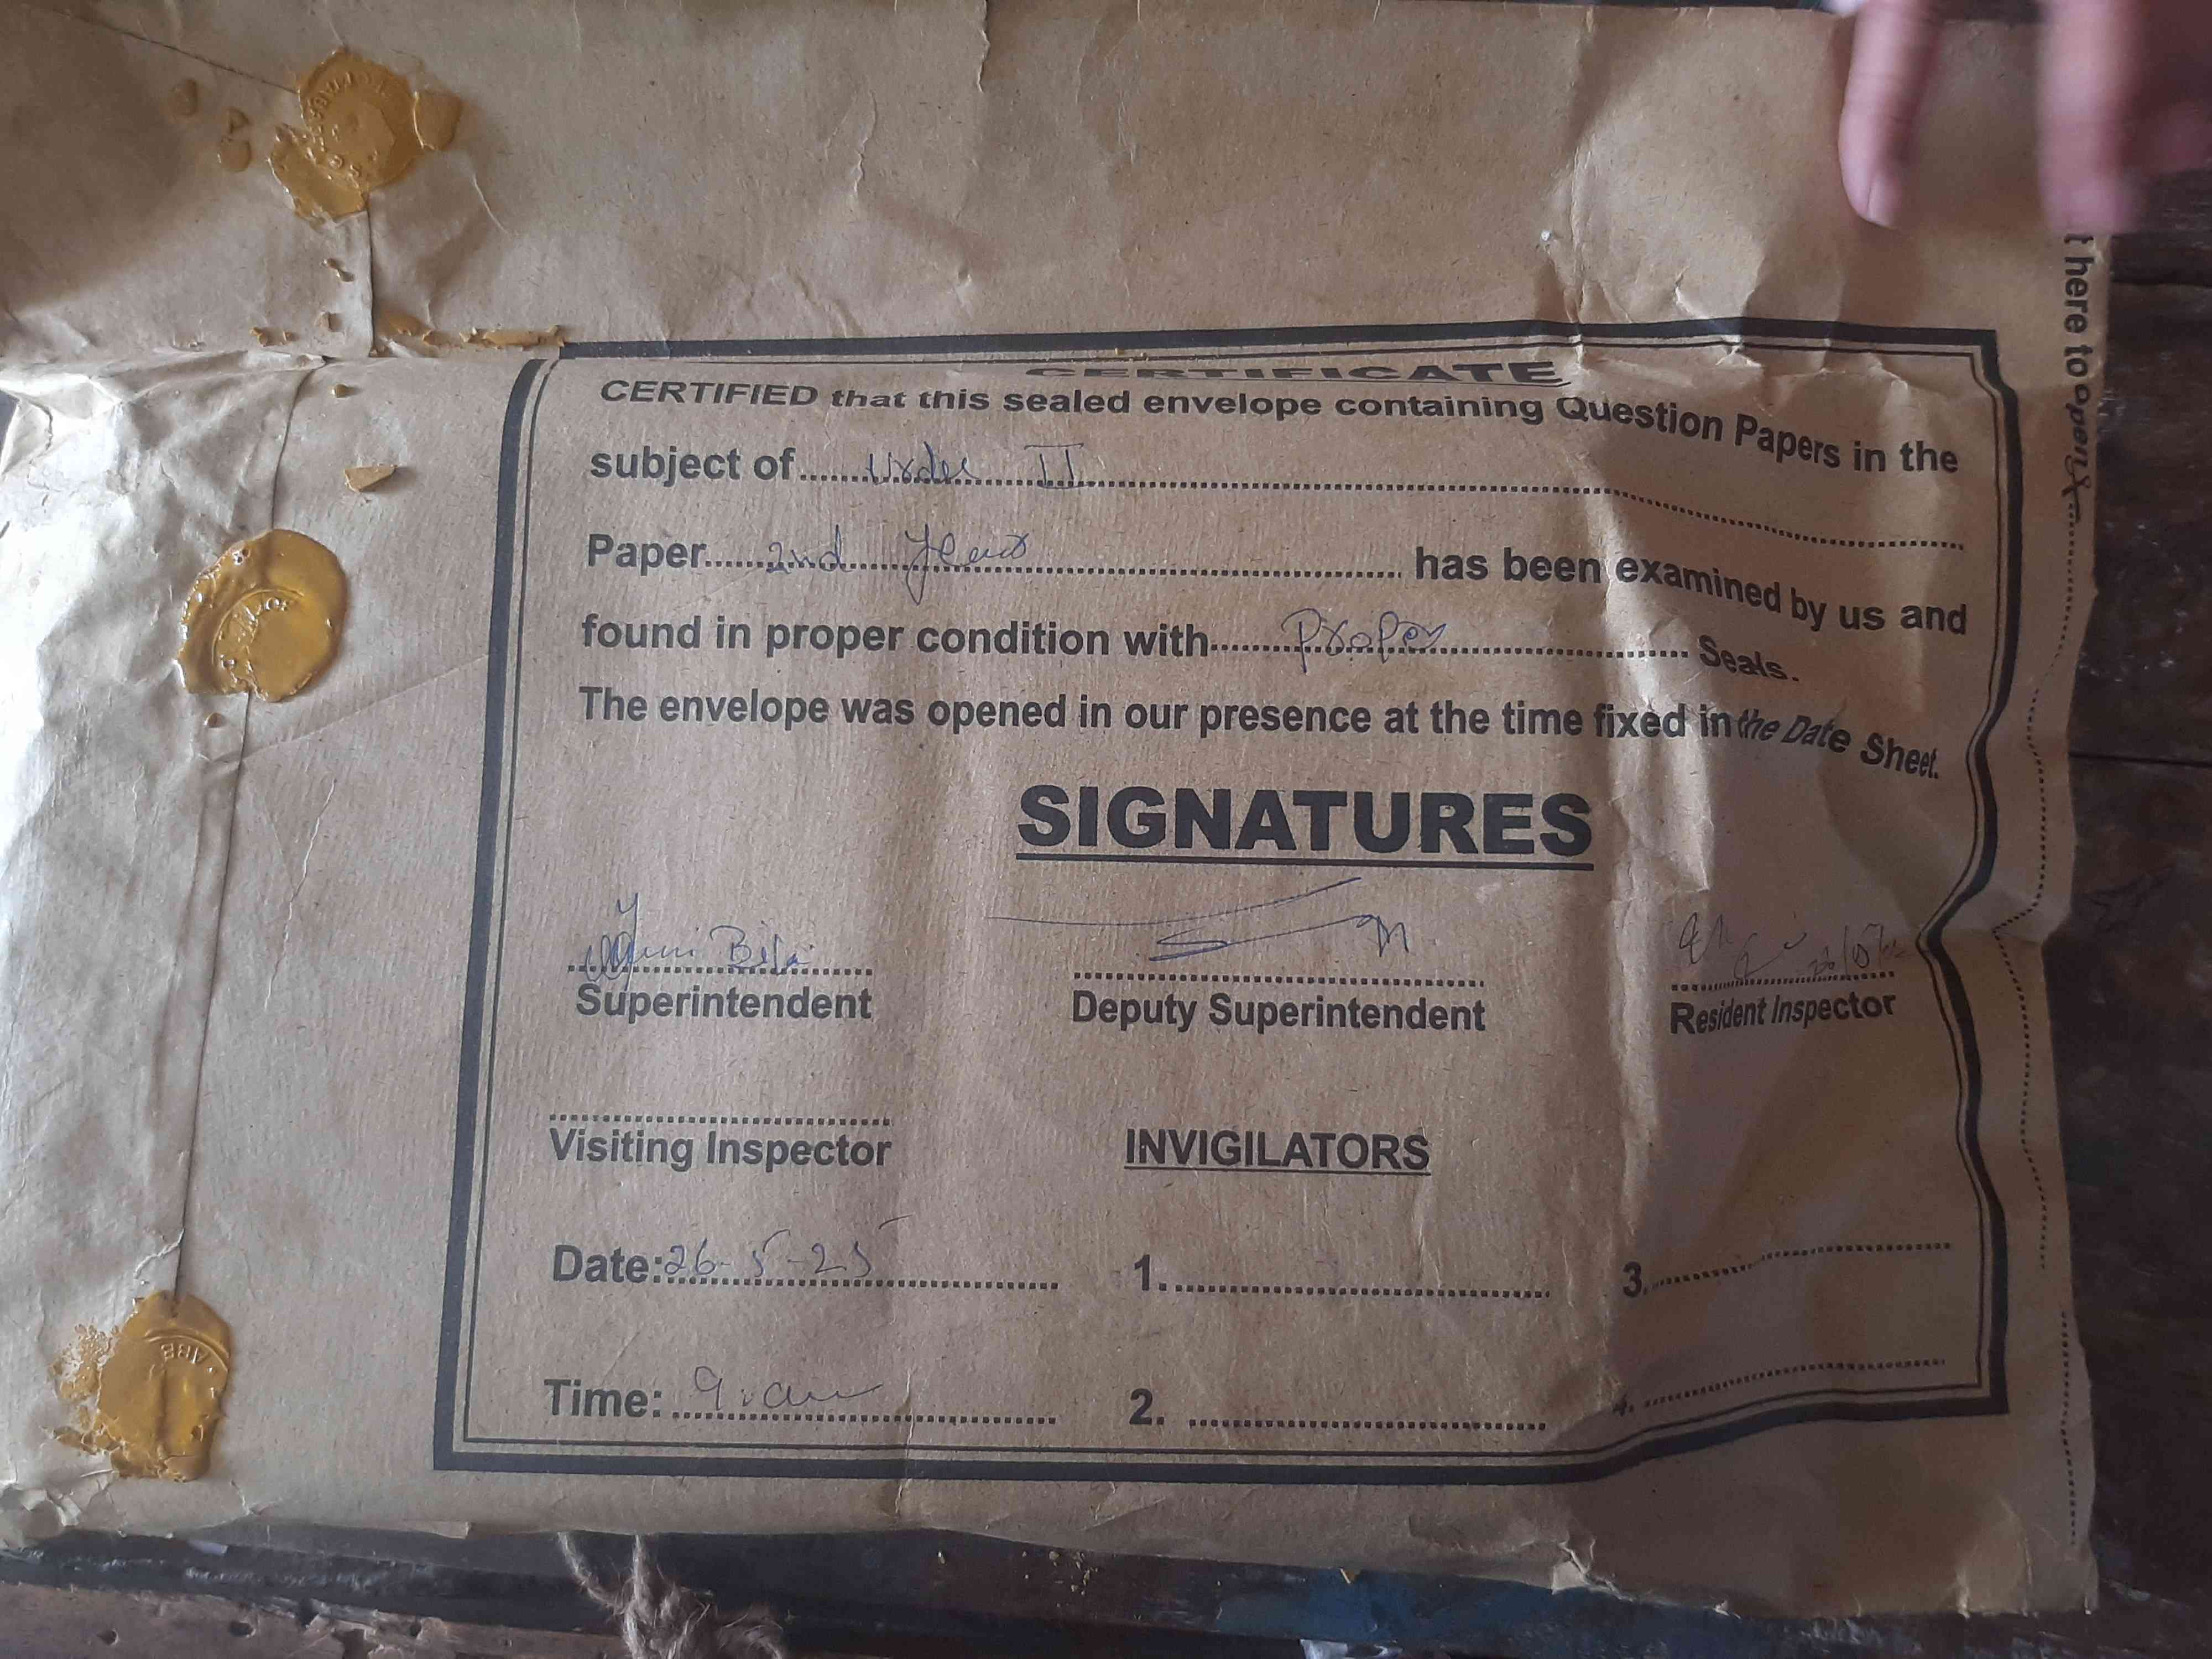 CERTIFICATE
CERTIFIED that this sealed envelope containing Question Papers in the
subject of Urdu II
Paper 2nd Year has been examined by us and
found in proper condition with Proper Seals.
The envelope was opened in our presence at the time fixed in the Date Sheet.
SIGNATURES
Superintendent Deputy Superintendent Resident Inspector
Visiting Inspector INVIGILATORS
Date: 26-5-25 1. 3.
Time: 9. am 2. 4.
here to open